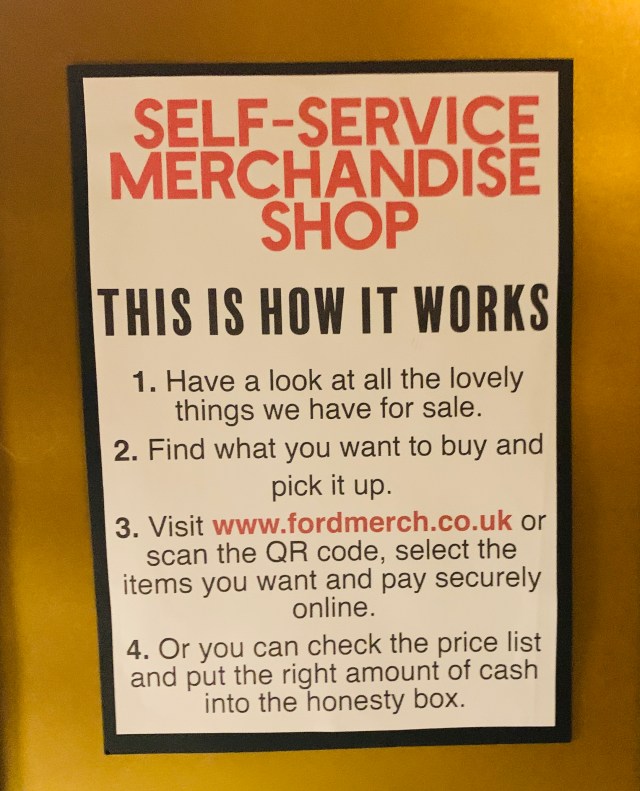 SELF-SERVICE
MERCHANDISE
SHOP
THIS IS HOW IT WORKS
1. Have a look at all the lovely
things we have for sale.
2. Find what you want to buy and
pick it up.
3. Visit www.fordmerch.co.uk or
scan the QR code, select the
items you want and pay securely
online.
4. Or you can check the price list
and put the right amount of cash
into the honesty box.